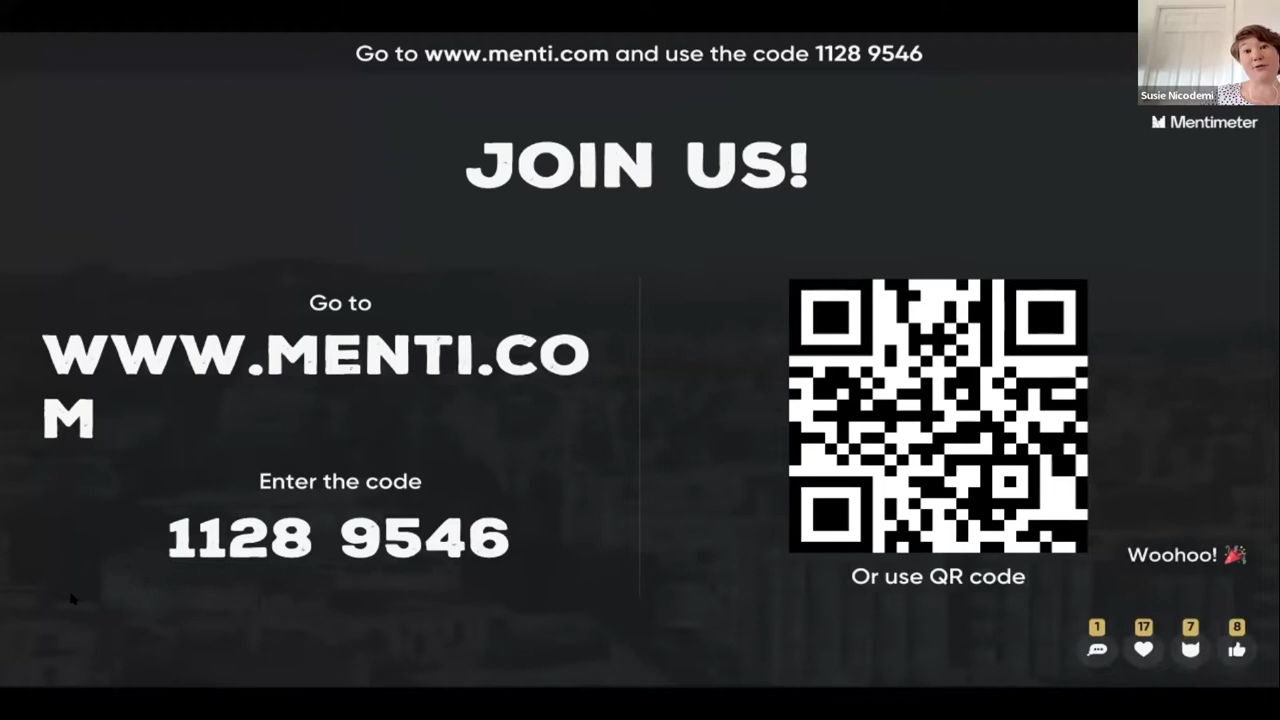 Go to www.menti.com and use the code 1128 9546
Susie Nicodemi
Mentimeter
JOIN US!
Go to
WWW.MENTI.CO
M
Enter the code
1128 9546
Or use QR code
Woohoo! 🎉
1 17 7 8